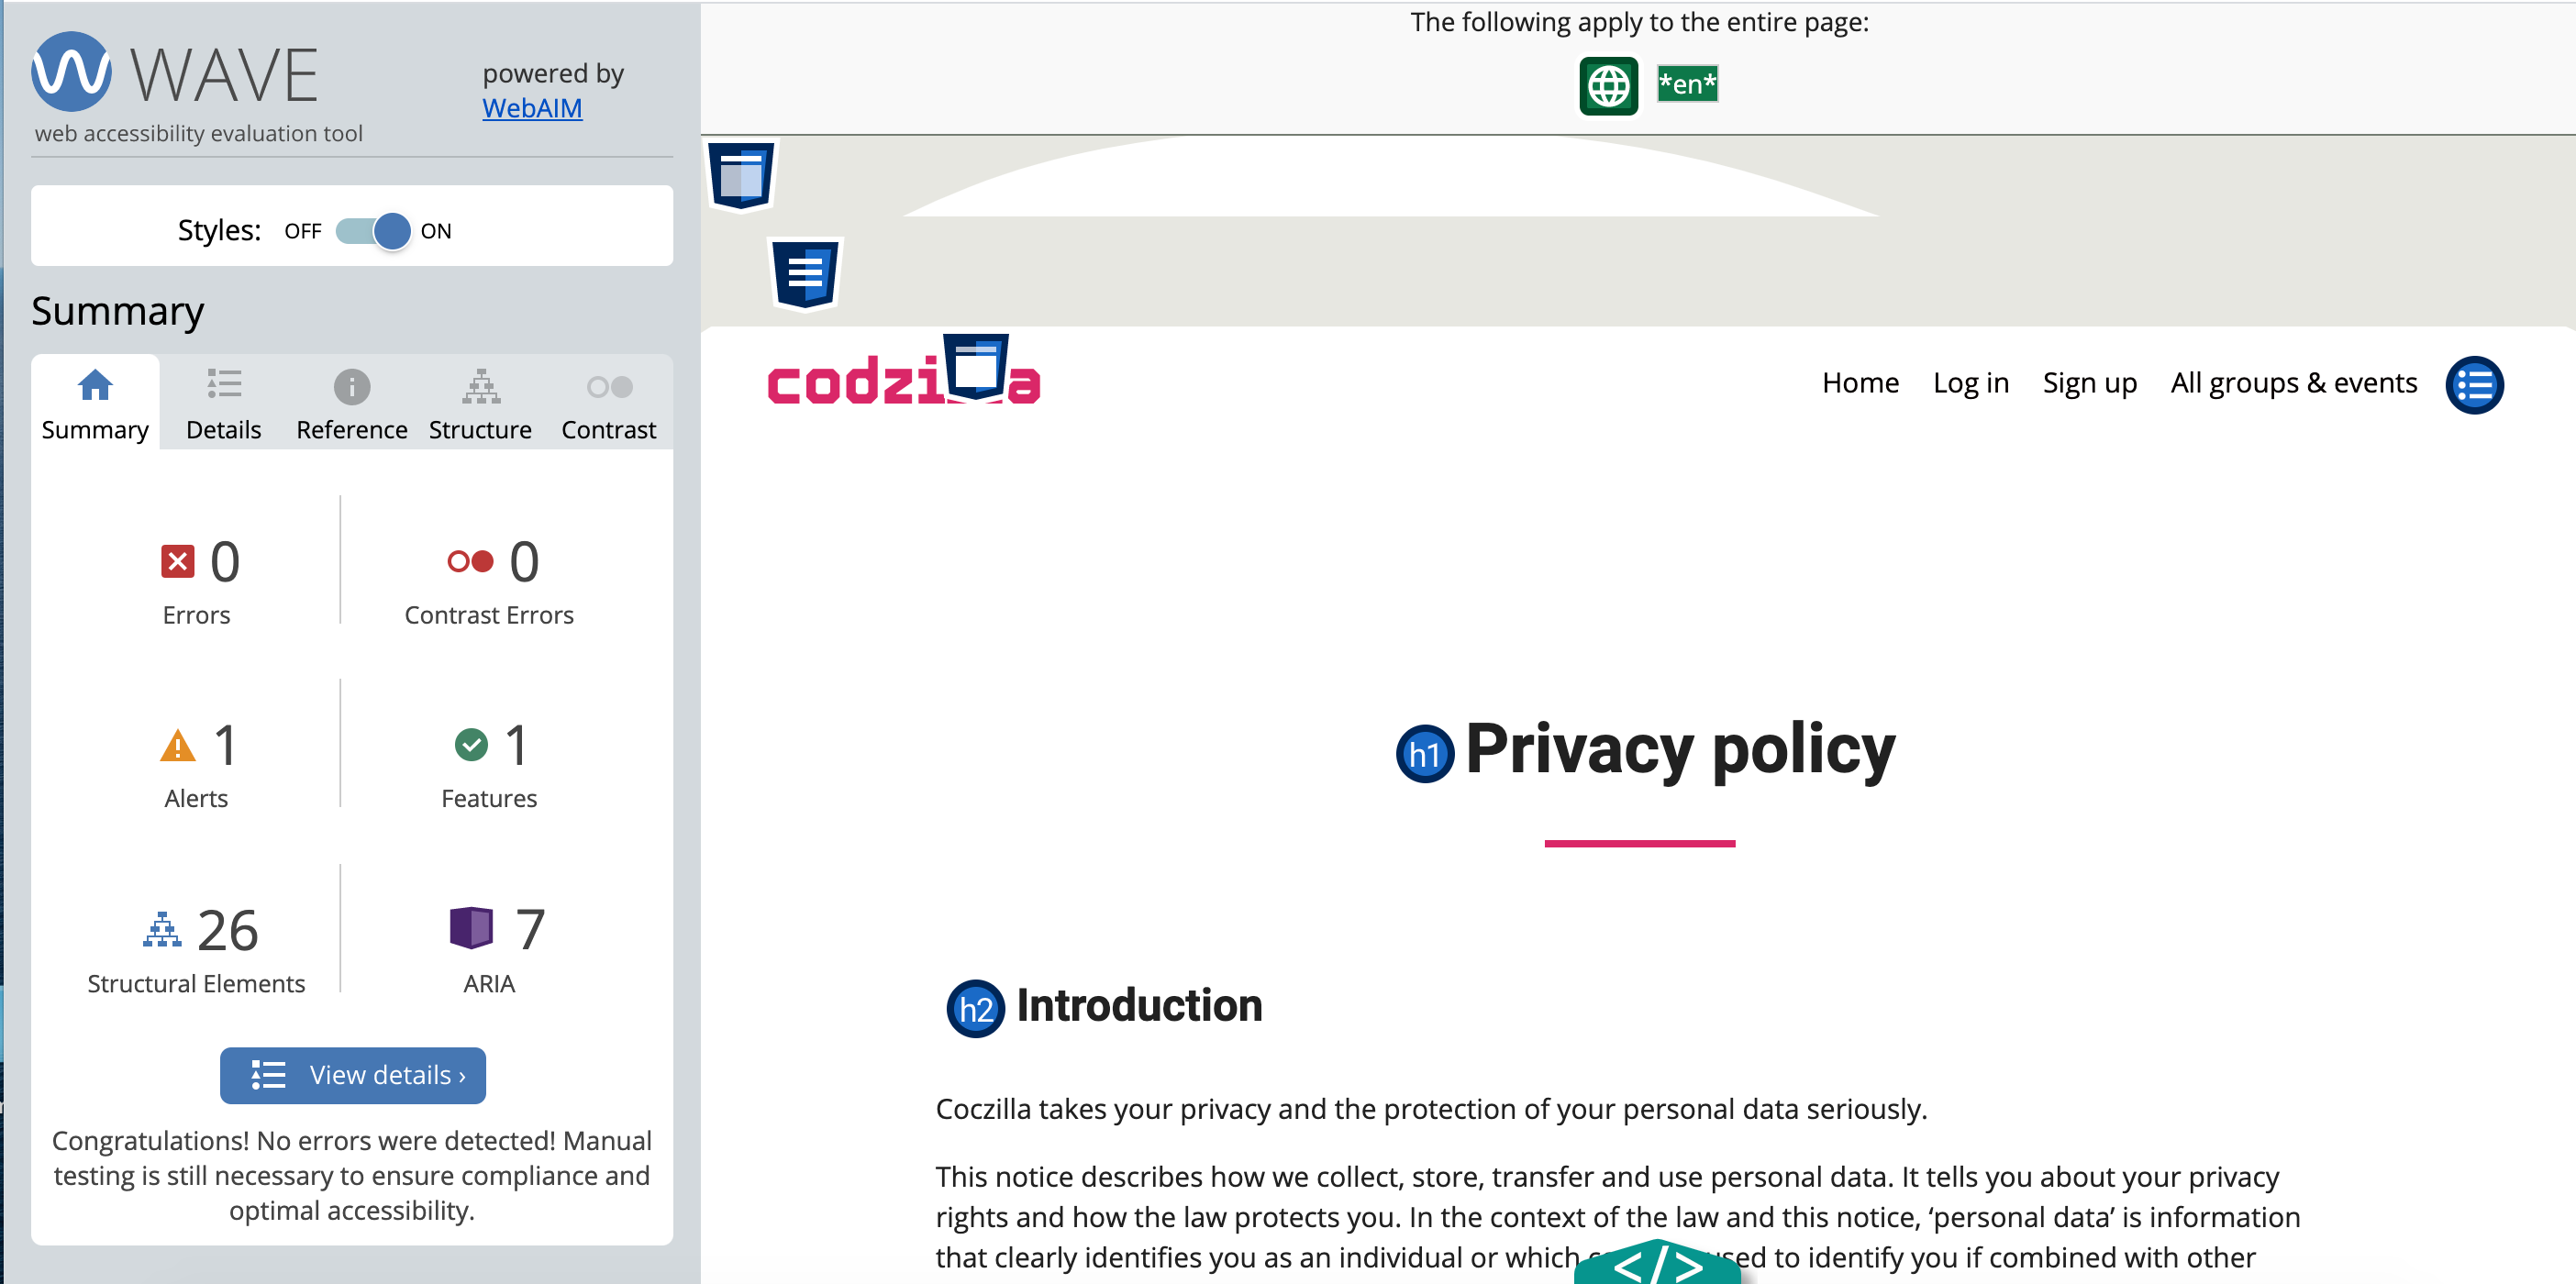 WAVE
web accessibility evaluation tool
powered by
WebAIM
Styles: OFF ON
Summary
Summary Details Reference Structure Contrast
0
Errors
0
Contrast Errors
1
Alerts
1
Features
26
Structural Elements
7
ARIA
View details ›
Congratulations! No errors were detected! Manual
testing is still necessary to ensure compliance and
optimal accessibility.
The following apply to the entire page:
*en*
codzi a
Home Log in Sign up All groups & events
h1 Privacy policy
h2 Introduction
Coczilla takes your privacy and the protection of your personal data seriously.
This notice describes how we collect, store, transfer and use personal data. It tells you about your privacy
rights and how the law protects you. In the context of the law and this notice, ‘personal data’ is information
that clearly identifies you as an individual or which to identify you if combined with other
</>